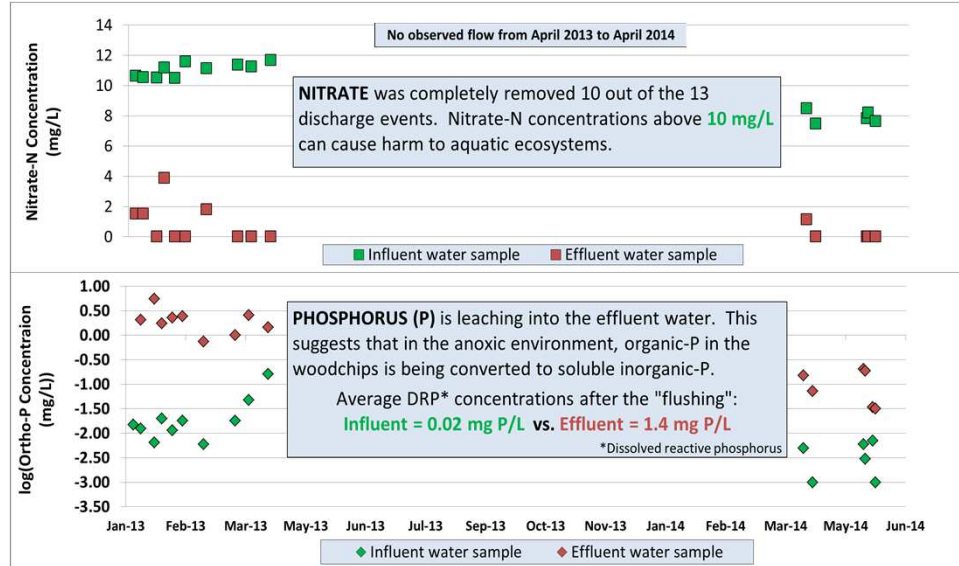 No observed flow from April 2013 to April 2014
Nitrate-N Concentration
(mg/L)
14
12
10
8
6
4
2
0
NITRATE was completely removed 10 out of the 13
discharge events. Nitrate-N concentrations above 10 mg/L
can cause harm to aquatic ecosystems.
Influent water sample
Effluent water sample
log(Ortho-P Concentraion
(mg/L))
1.00
0.50
0.00
-0.50
-1.00
-1.50
-2.00
-2.50
-3.00
-3.50
PHOSPHORUS (P) is leaching into the effluent water. This
suggests that in the anoxic environment, organic-P in the
woodchips is being converted to soluble inorganic-P.
Average DRP* concentrations after the "flushing":
Influent = 0.02 mg P/L vs. Effluent = 1.4 mg P/L
*Dissolved reactive phosphorus
Jan-13 Feb-13 Mar-13 May-13 Jun-13 Jul-13 Sep-13 Oct-13 Nov-13 Jan-14 Feb-14 Mar-14 May-14 Jun-14
Influent water sample
Effluent water sample